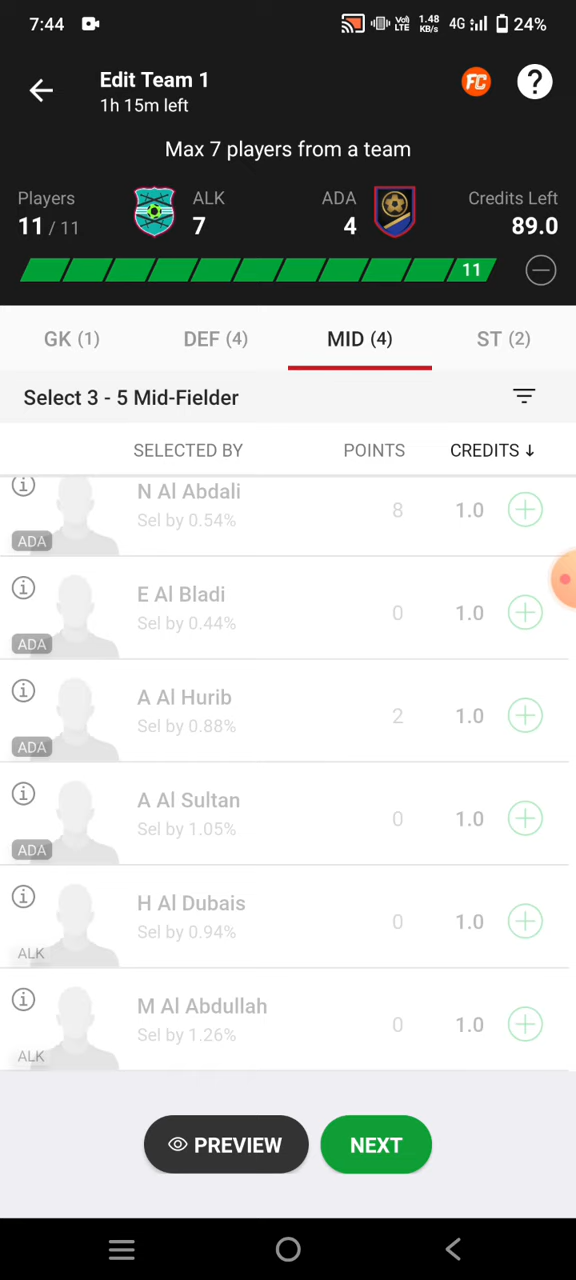 7:44 Vo) LTE 1.48 KB/s 4G 24%
Edit Team 1
1h 15m left
FC ?
Max 7 players from a team
Players ALK ADA Credits Left
11 / 11 7 4 89.0
11
GK (1) DEF (4) MID (4) ST (2)
Select 3 - 5 Mid-Fielder
SELECTED BY POINTS CREDITS ↓
N Al Abdali
Sel by 0.54% 8 1.0
ADA
E Al Bladi
Sel by 0.44% 0 1.0
ADA
A Al Hurib
Sel by 0.88% 2 1.0
ADA
A Al Sultan
Sel by 1.05% 0 1.0
ADA
H Al Dubais
Sel by 0.94% 0 1.0
ALK
M Al Abdullah
Sel by 1.26% 0 1.0
ALK
PREVIEW NEXT